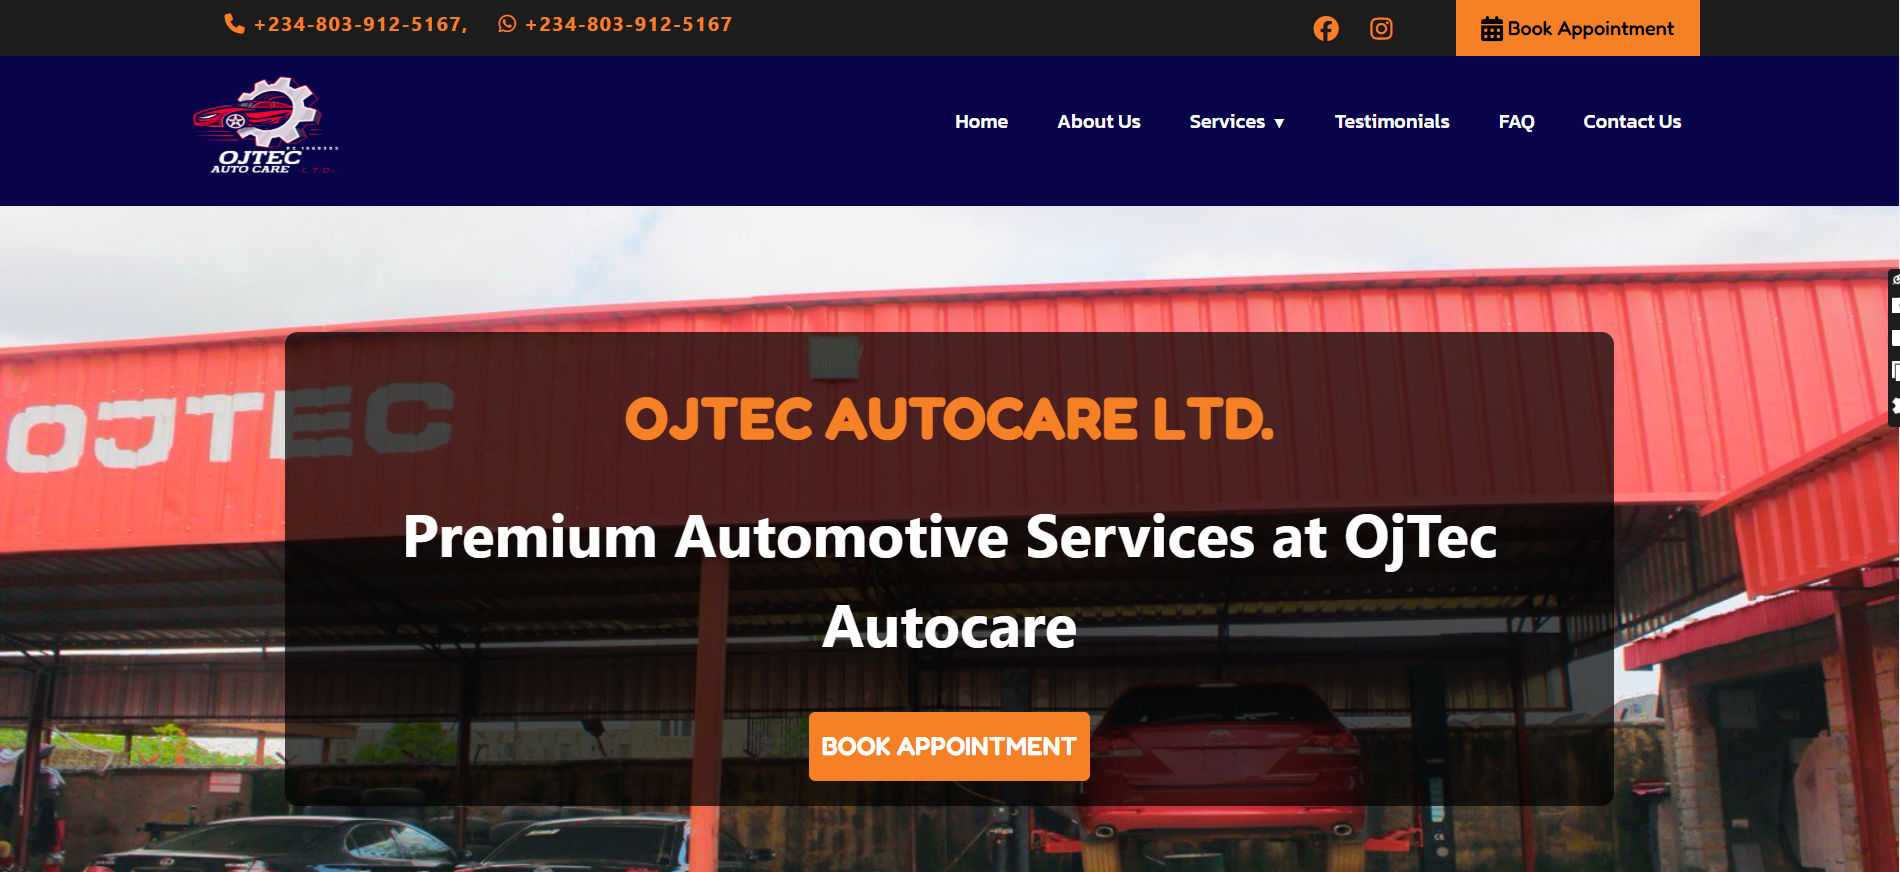 +234-803-912-5167,
+234-803-912-5167
Book Appointment
OJTEC
AUTO CARE LTD.
Home
About Us
Services ▼
Testimonials
FAQ
Contact Us
OJTEC
OJTEC AUTOCARE LTD.
Premium Automotive Services at OjTec
Autocare
BOOK APPOINTMENT